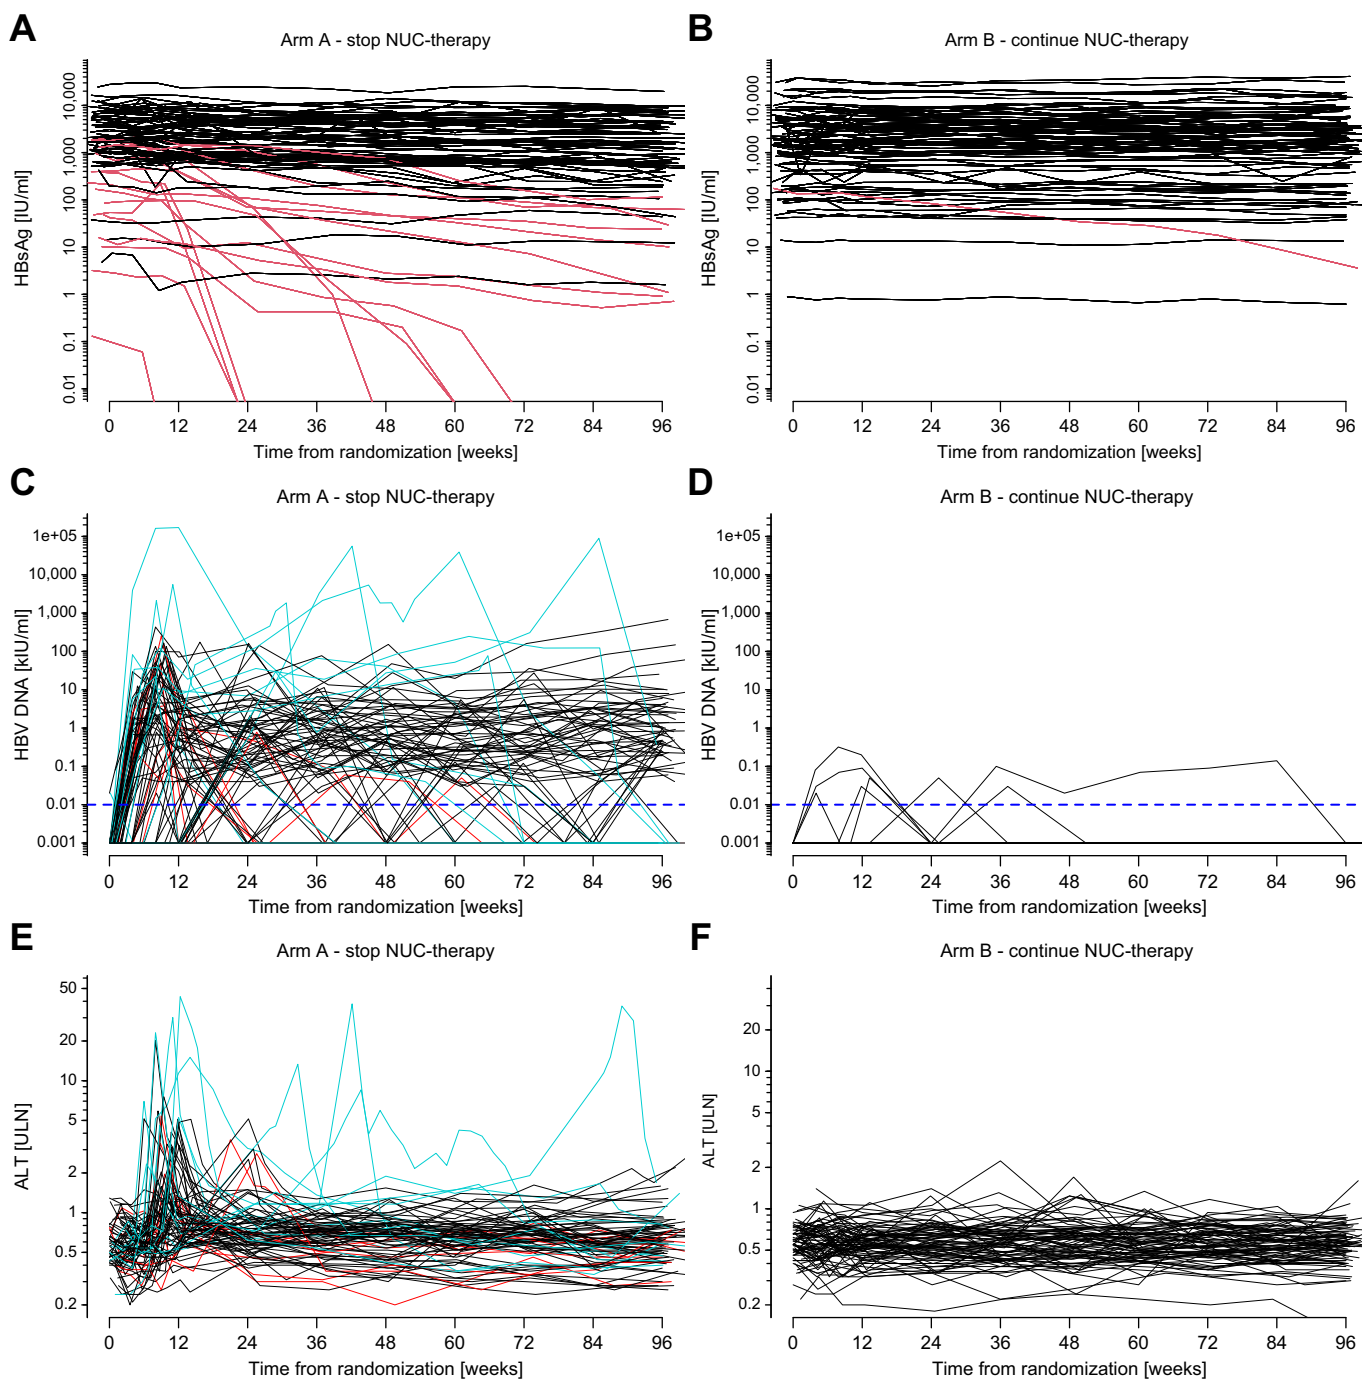 A
Arm A - stop NUC-therapy
HBsAg [IU/ml]
10,000
1,000
100
10
1
0.1
0.01
0 12 24 36 48 60 72 84 96
Time from randomization [weeks]
B
Arm B - continue NUC-therapy
HBsAg [IU/ml]
10,000
1,000
100
10
1
0.1
0.01
0 12 24 36 48 60 72 84 96
Time from randomization [weeks]
C
Arm A - stop NUC-therapy
HBV DNA [kIU/ml]
1e+05
10,000
1,000
100
10
1
0.1
0.01
0.001
0 12 24 36 48 60 72 84 96
Time from randomization [weeks]
D
Arm B - continue NUC-therapy
HBV DNA [kIU/ml]
1e+05
10,000
1,000
100
10
1
0.1
0.01
0.001
0 12 24 36 48 60 72 84 96
Time from randomization [weeks]
E
Arm A - stop NUC-therapy
ALT [ULN]
50
20
10
5
2
1
0.5
0.2
0 12 24 36 48 60 72 84 96
Time from randomization [weeks]
F
Arm B - continue NUC-therapy
ALT [ULN]
20
5
2
1
0.5
0.2
0 12 24 36 48 60 72 84 96
Time from randomization [weeks]